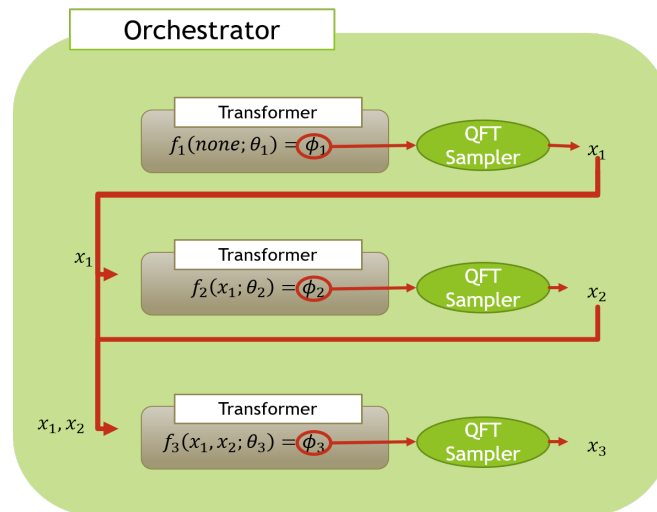 Orchestrator
Transformer
f₁(none; θ₁) = ϕ₁
QFT
Sampler
x₁
x₁
Transformer
f₂(x₁; θ₂) = ϕ₂
QFT
Sampler
x₂
x₁, x₂
Transformer
f₃(x₁, x₂; θ₃) = ϕ₃
QFT
Sampler
x₃